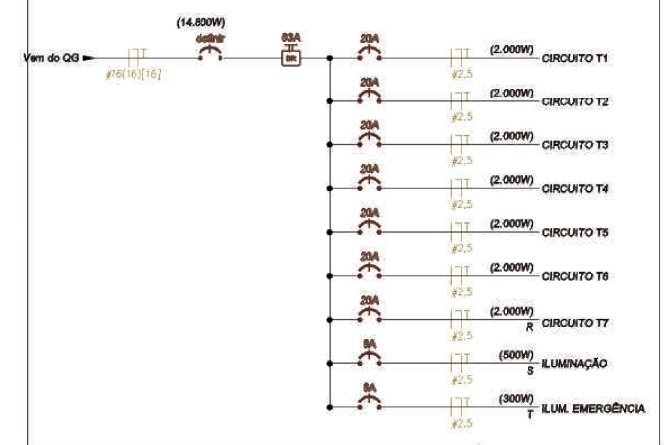 (14.800W)
definir
Vem do QG
#16(16)[16]
63A
DR
20A
(2.000W)
CIRCUITO T1
#2,5
20A
(2.000W)
CIRCUITO T2
#2,5
20A
(2.000W)
CIRCUITO T3
#2,5
20A
(2.000W)
CIRCUITO T4
#2,5
20A
(2.000W)
CIRCUITO T5
#2,5
20A
(2.000W)
CIRCUITO T6
#2,5
20A
(2.000W)
R CIRCUITO T7
#2,5
(500W)
S ILUMINAÇÃO
#2,5
(300W)
T ILUM. EMERGÊNCIA
#2,5